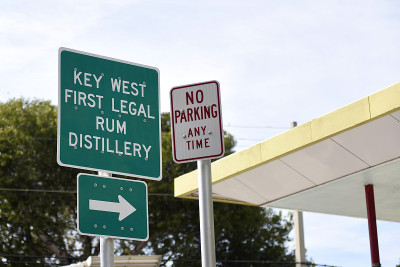 KEY WEST
FIRST LEGAL
RUM
DISTILLERY
NO
PARKING
ANY
TIME